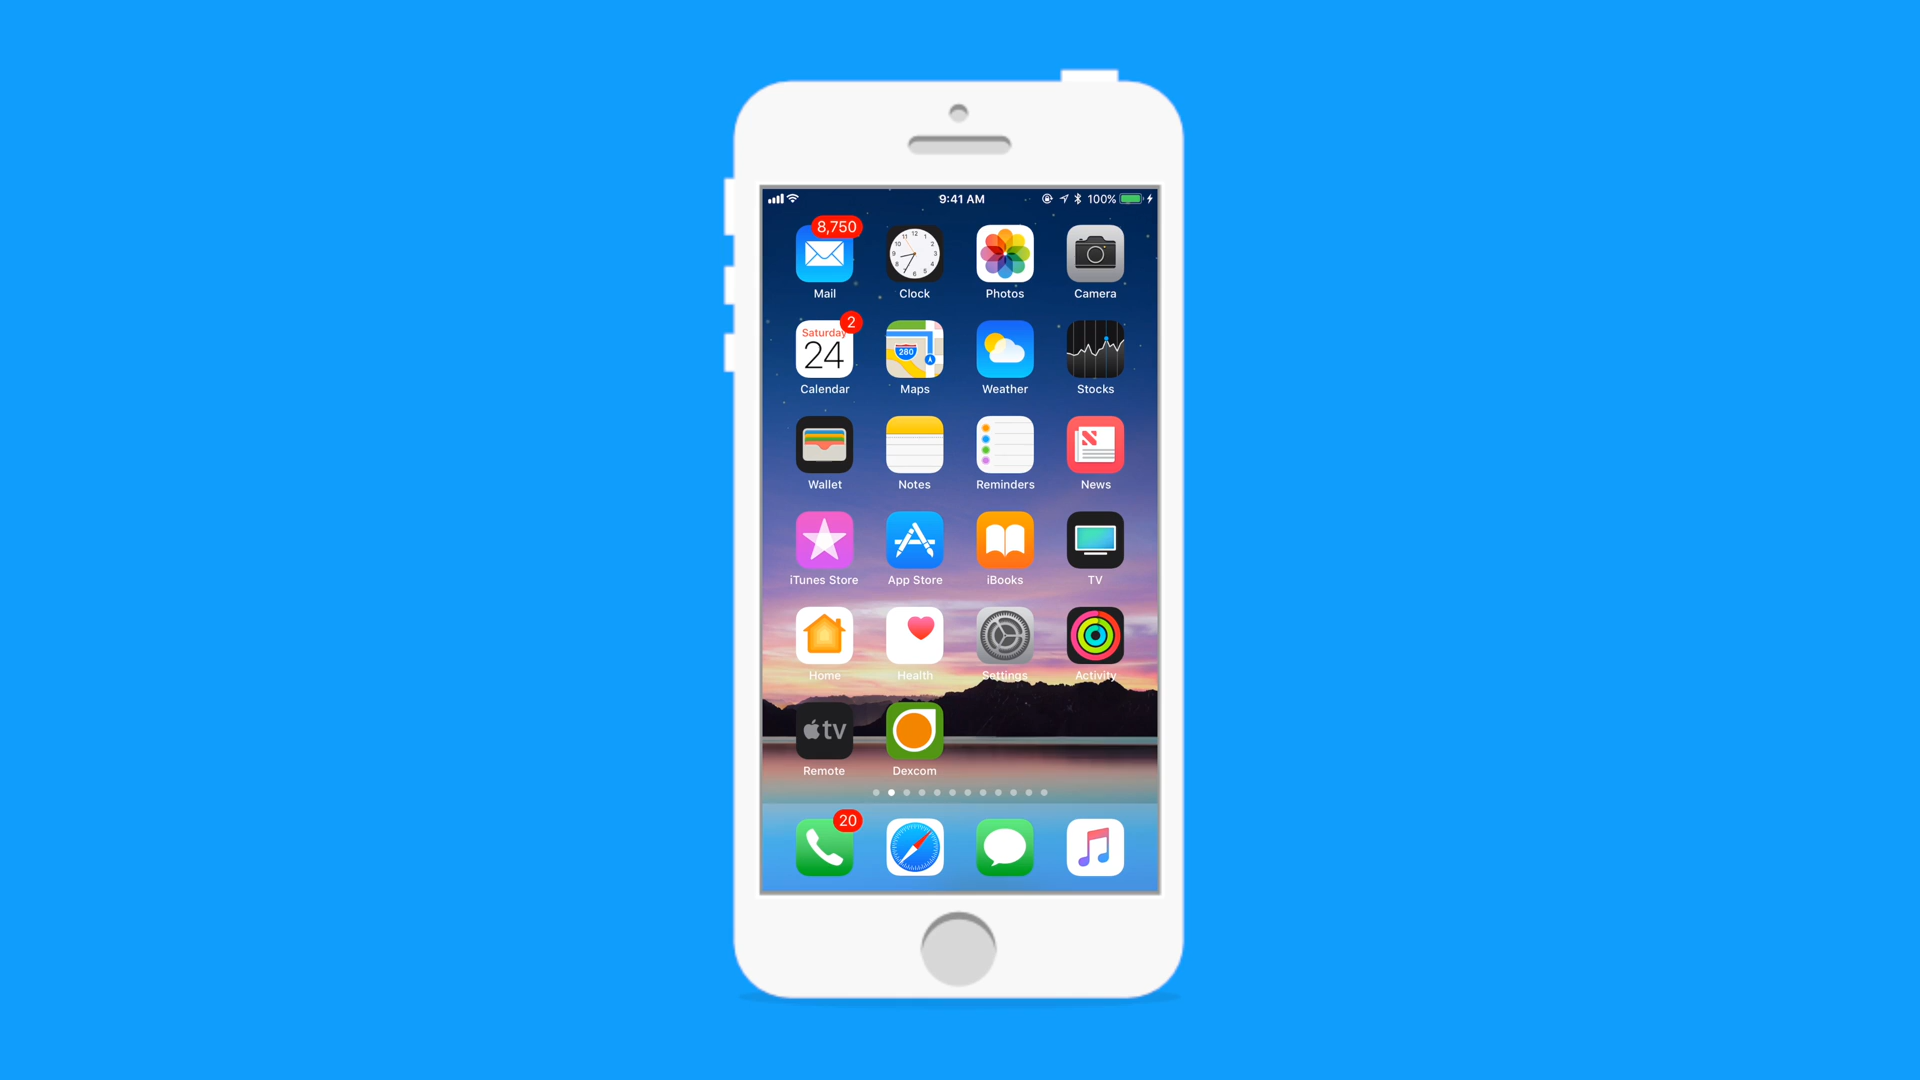 9:41 AM 100%
8,750
Mail Clock Photos Camera
2
Saturday
24
280
Calendar Maps Weather Stocks
Wallet Notes Reminders News
iTunes Store App Store iBooks TV
Home Health Settings Activity
tv
Remote Dexcom
20